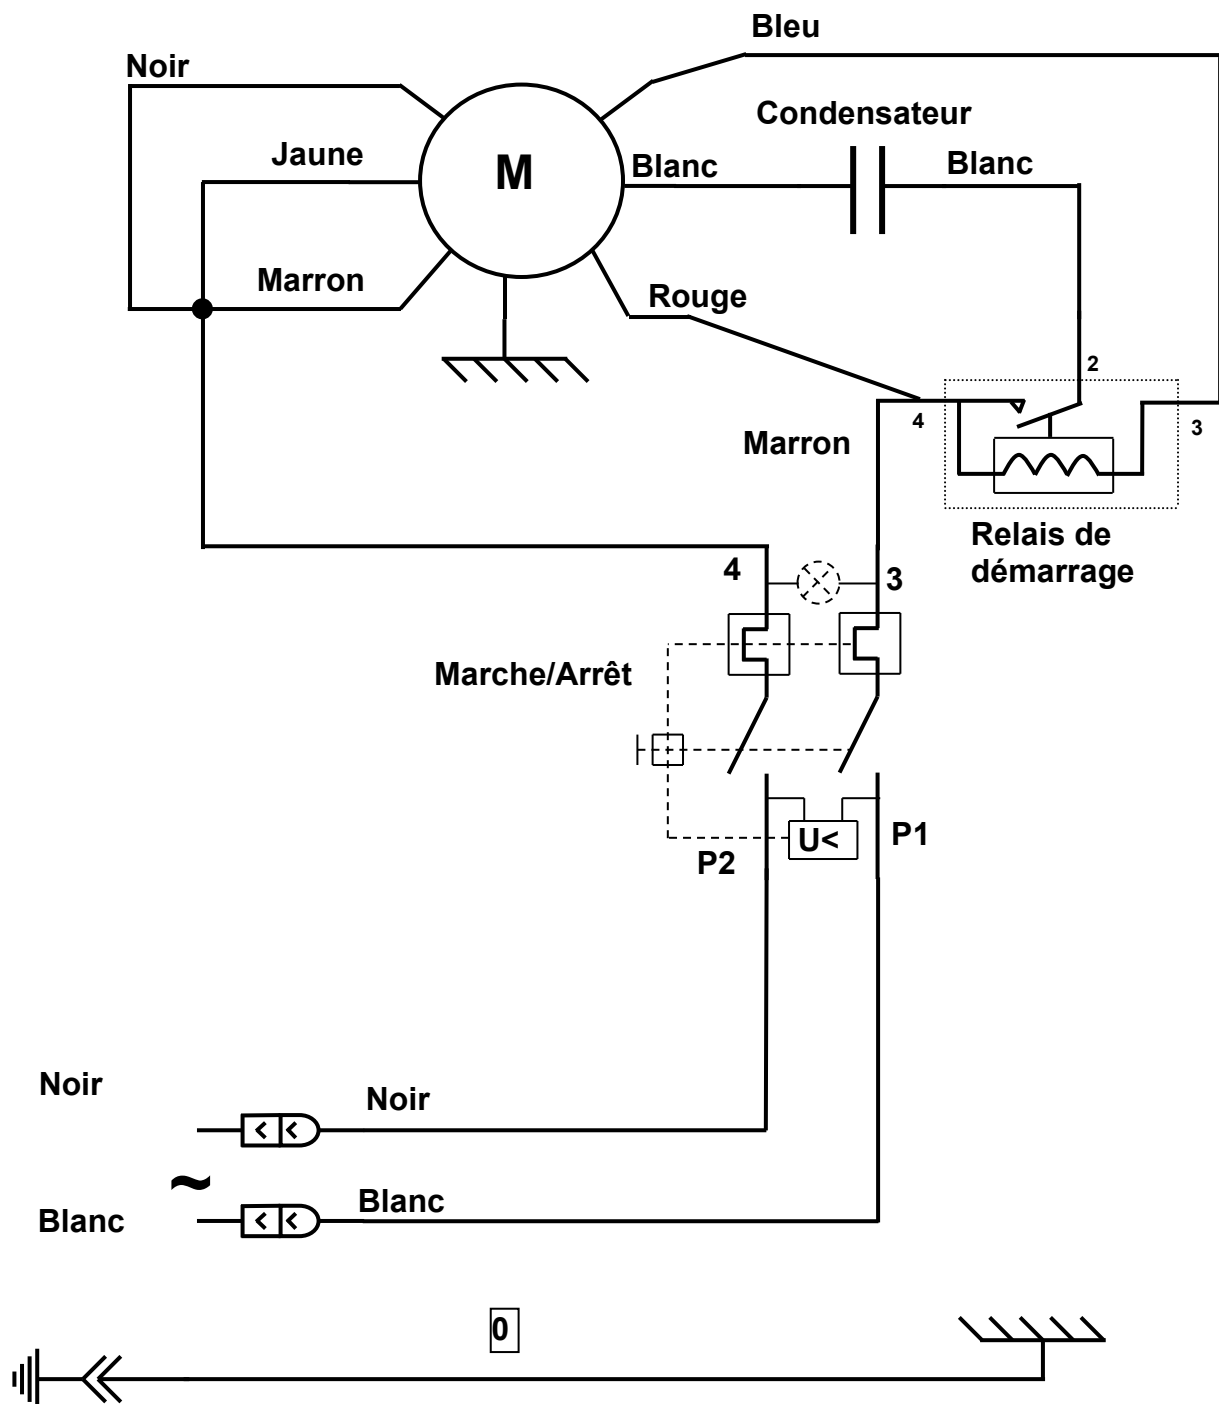 Bleu
Noir
Condensateur
Jaune
M
Blanc
Blanc
Marron
Rouge
2
4
3
Marron
Relais de
démarrage
4
3
Marche/Arrêt
U<
P1
P2
Noir
Noir
~
Blanc
Blanc
0